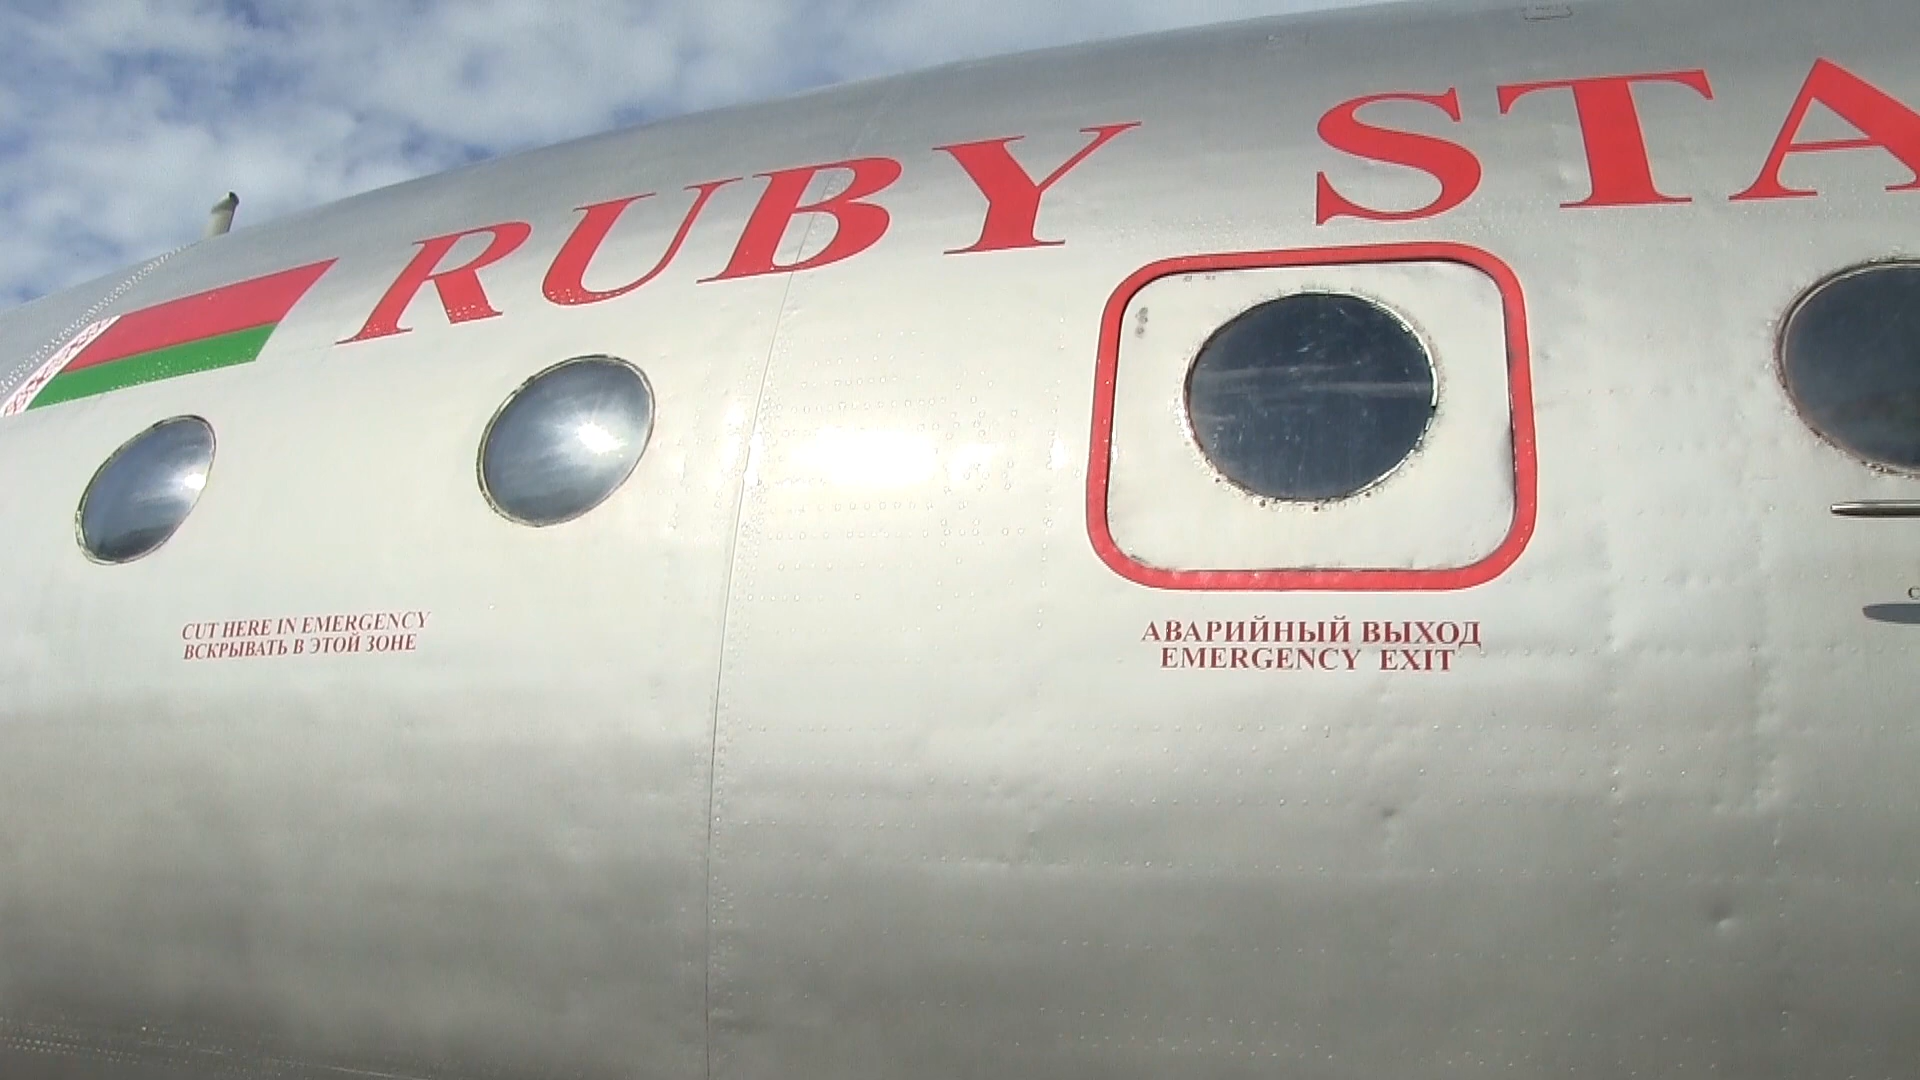 RUBY STA
CUT HERE IN EMERGENCY
ВСКРЫВАТЬ В ЭТОЙ ЗОНЕ
АВАРИЙНЫЙ ВЫХОД
EMERGENCY EXIT